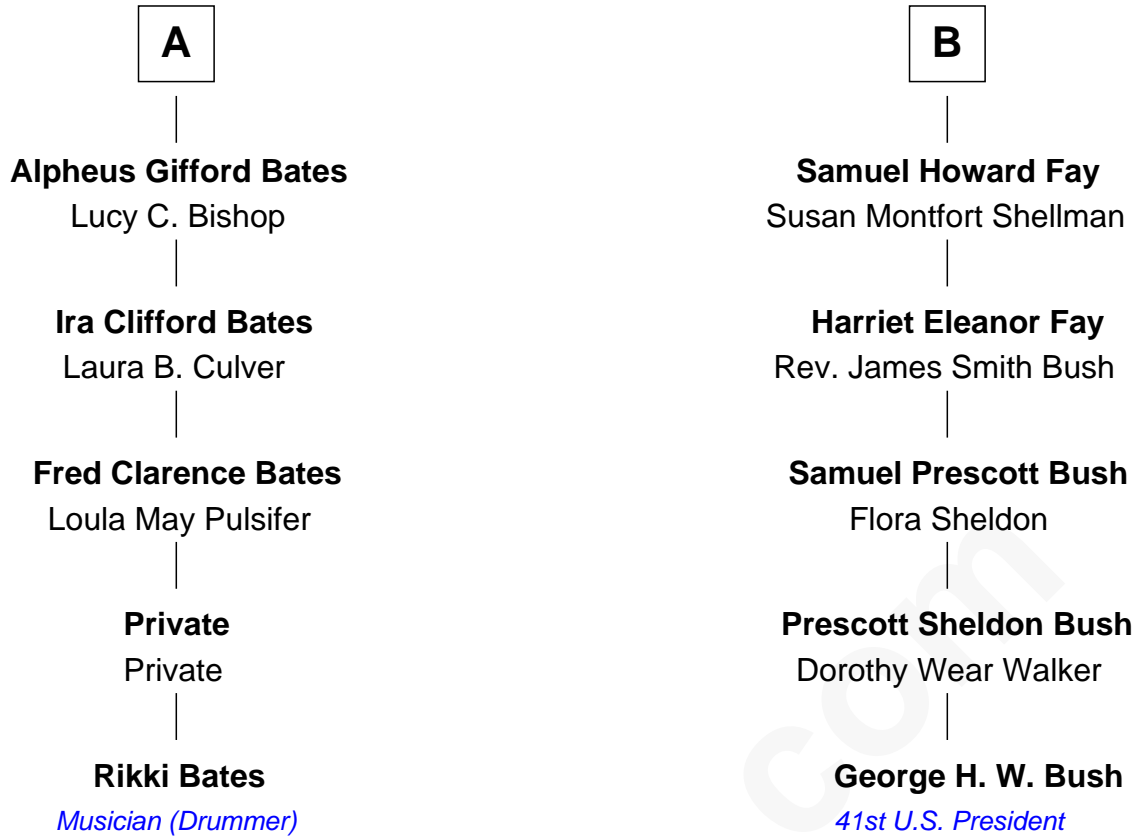 A
Alpheus Gifford Bates
Lucy C. Bishop
Ira Clifford Bates
Laura B. Culver
Fred Clarence Bates
Loula May Pulsifer
Private
Private
Rikki Bates
Musician (Drummer)
B
Samuel Howard Fay
Susan Montfort Shellman
Harriet Eleanor Fay
Rev. James Smith Bush
Samuel Prescott Bush
Flora Sheldon
Prescott Sheldon Bush
Dorothy Wear Walker
George H. W. Bush
41st U.S. President
com